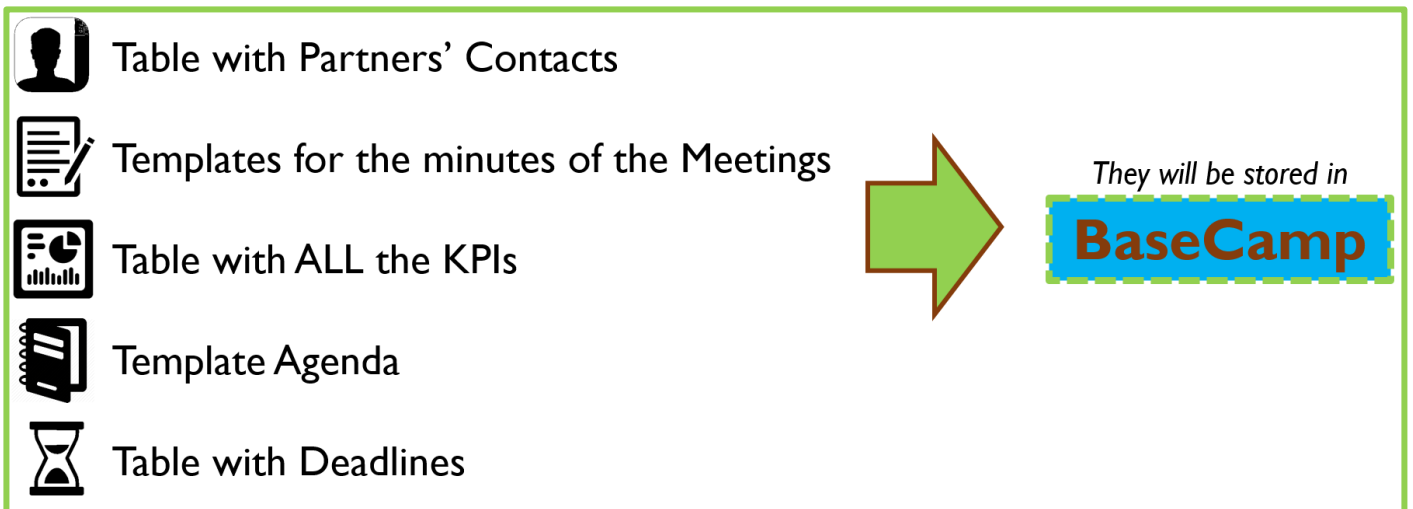 Table with Partners’ Contacts
Templates for the minutes of the Meetings
Table with ALL the KPIs
Template Agenda
Table with Deadlines
They will be stored in
BaseCamp